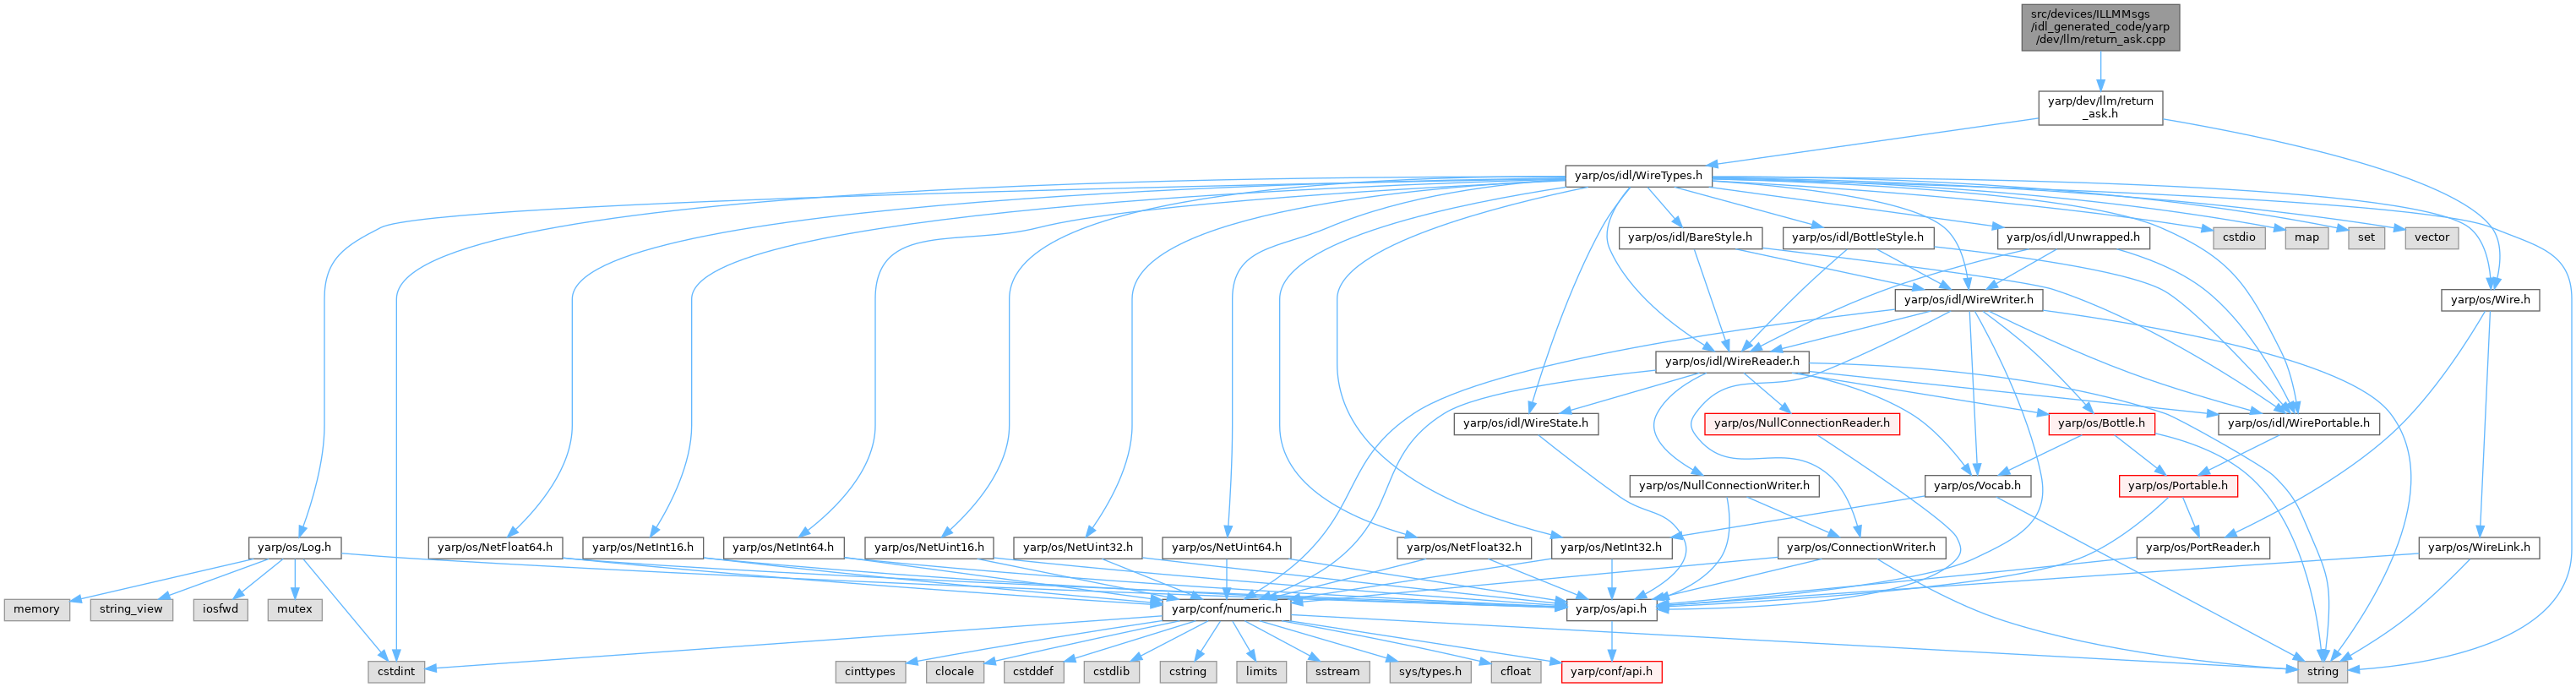 src/devices/ILLMMsgs
/idl_generated_code/yarp
/dev/llm/return_ask.cpp
yarp/dev/llm/return
_ask.h
yarp/os/idl/WireTypes.h
yarp/os/idl/BareStyle.h
yarp/os/idl/BottleStyle.h
yarp/os/idl/Unwrapped.h
cstdio
map
set
vector
yarp/os/idl/WireWriter.h
yarp/os/Wire.h
yarp/os/idl/WireReader.h
yarp/os/idl/WireState.h
yarp/os/NullConnectionReader.h
yarp/os/Bottle.h
yarp/os/idl/WirePortable.h
yarp/os/NullConnectionWriter.h
yarp/os/Vocab.h
yarp/os/Portable.h
yarp/os/Log.h
yarp/os/NetFloat64.h
yarp/os/NetInt16.h
yarp/os/NetInt64.h
yarp/os/NetUint16.h
yarp/os/NetUint32.h
yarp/os/NetUint64.h
yarp/os/NetFloat32.h
yarp/os/NetInt32.h
yarp/os/ConnectionWriter.h
yarp/os/PortReader.h
yarp/os/WireLink.h
memory
string_view
iosfwd
mutex
yarp/conf/numeric.h
yarp/os/api.h
cstdint
cinttypes
clocale
cstddef
cstdlib
cstring
limits
sstream
sys/types.h
cfloat
yarp/conf/api.h
string